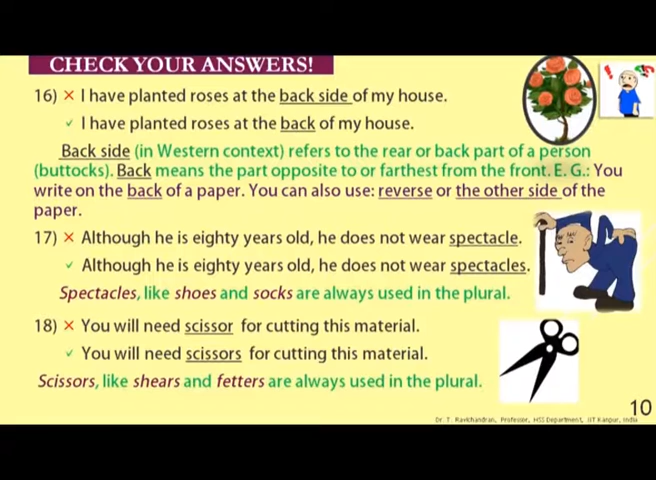 CHECK YOUR ANSWERS!
16) × I have planted roses at the back side of my house.
✓ I have planted roses at the back of my house.
Back side (in Western context) refers to the rear or back part of a person
(buttocks). Back means the part opposite to or farthest from the front. E. G.: You
write on the back of a paper. You can also use: reverse or the other side of the
paper.
17) × Although he is eighty years old, he does not wear spectacle.
✓ Although he is eighty years old, he does not wear spectacles.
Spectacles, like shoes and socks are always used in the plural.
18) × You will need scissor for cutting this material.
✓ You will need scissors for cutting this material.
Scissors, like shears and fetters are always used in the plural.
10
Dr. T. Ravichandran, Professor, HSS Department, IIT Kanpur, India